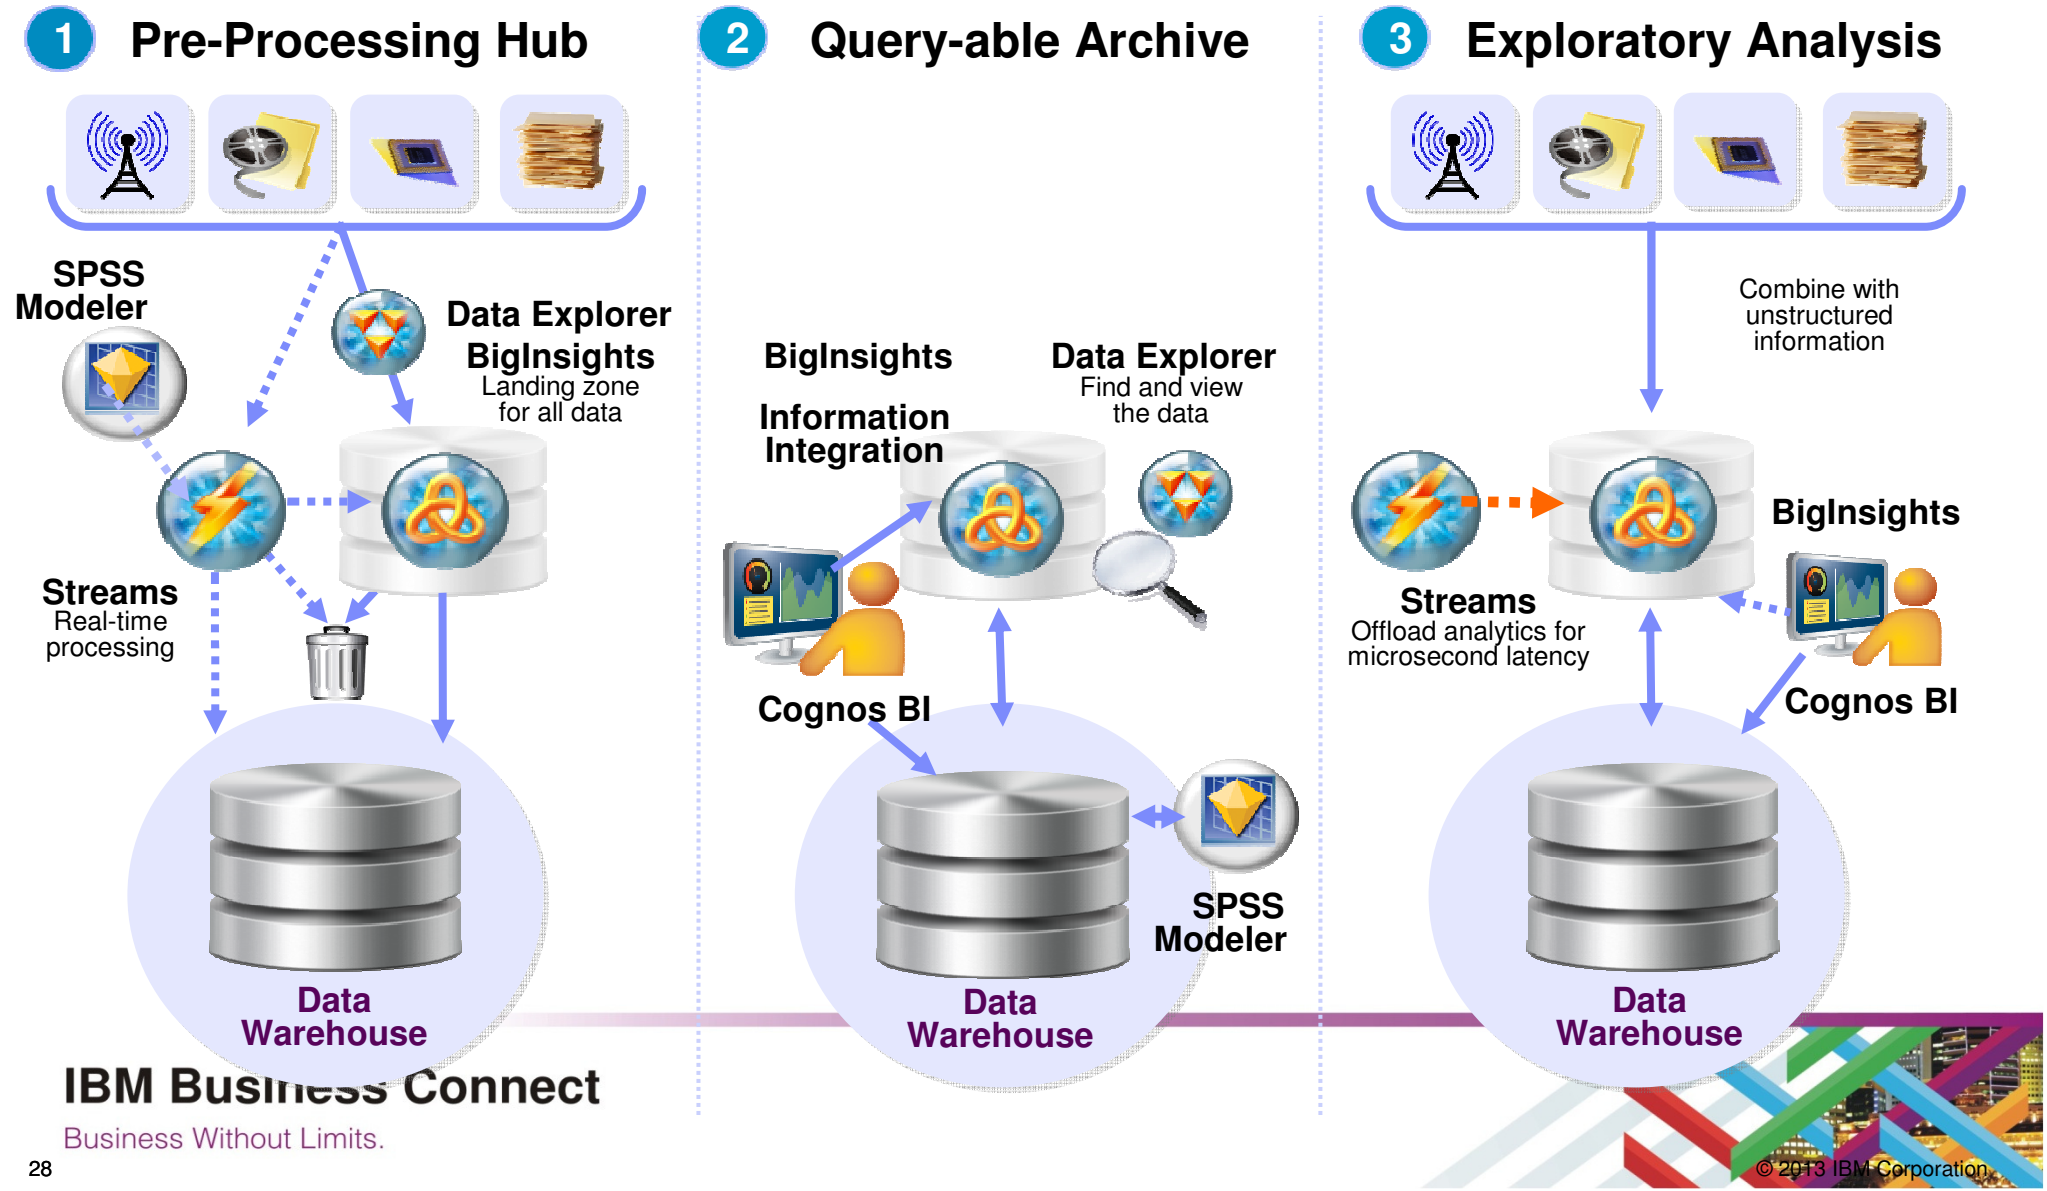 1 Pre-Processing Hub
SPSS
Modeler
Data Explorer
BigInsights
Landing zone
for all data
Streams
Real-time
processing
Data
Warehouse
2 Query-able Archive
BigInsights
Information
Integration
Data Explorer
Find and view
the data
Cognos BI
SPSS
Modeler
Data
Warehouse
3 Exploratory Analysis
Combine with
unstructured
information
BigInsights
Streams
Offload analytics for
microsecond latency
Cognos BI
Data
Warehouse
IBM Business Connect
Business Without Limits.
28
© 2013 IBM Corporation